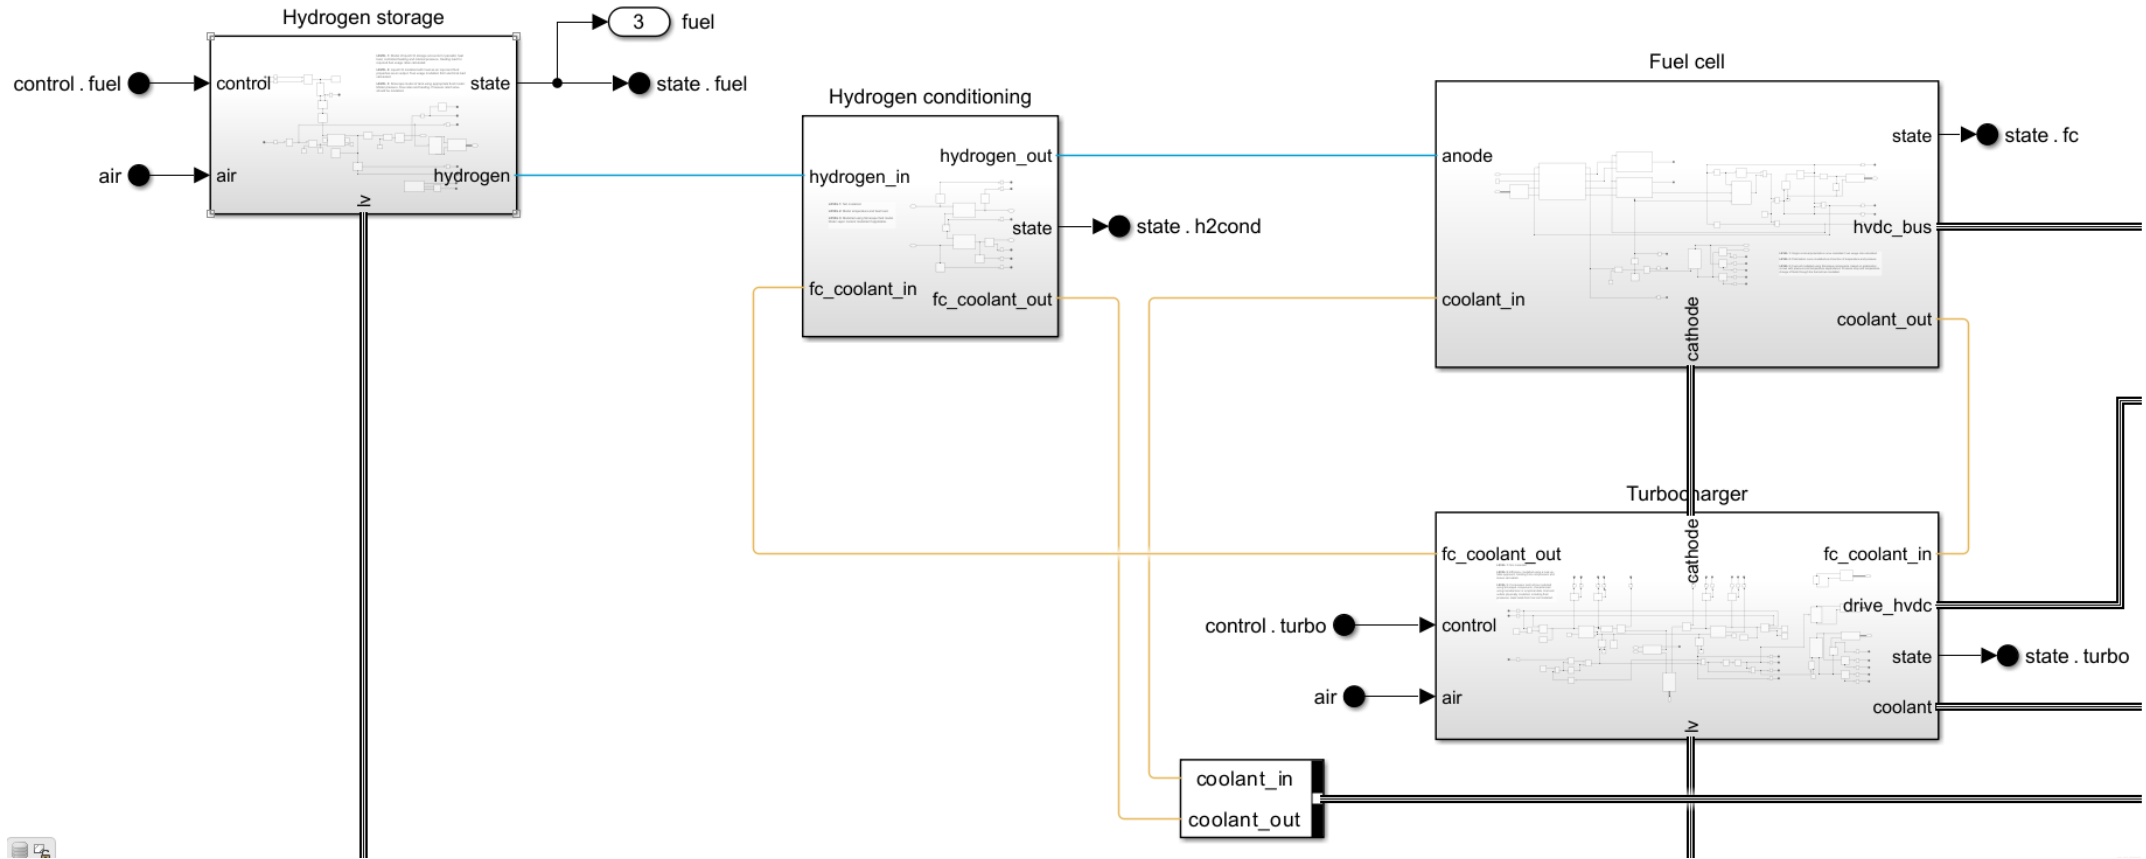 Hydrogen storage
3
fuel
control . fuel
control
state
state . fuel
air
air
hydrogen
lv
Hydrogen conditioning
hydrogen_out
hydrogen_in
state
state . h2cond
fc_coolant_in
fc_coolant_out
Fuel cell
anode
state
state . fc
hvdc_bus
coolant_in
coolant_out
cathode
Turbocharger
cathode
fc_coolant_out
fc_coolant_in
drive_hvdc
control . turbo
control
state
state . turbo
air
air
coolant
lv
coolant_in
coolant_out